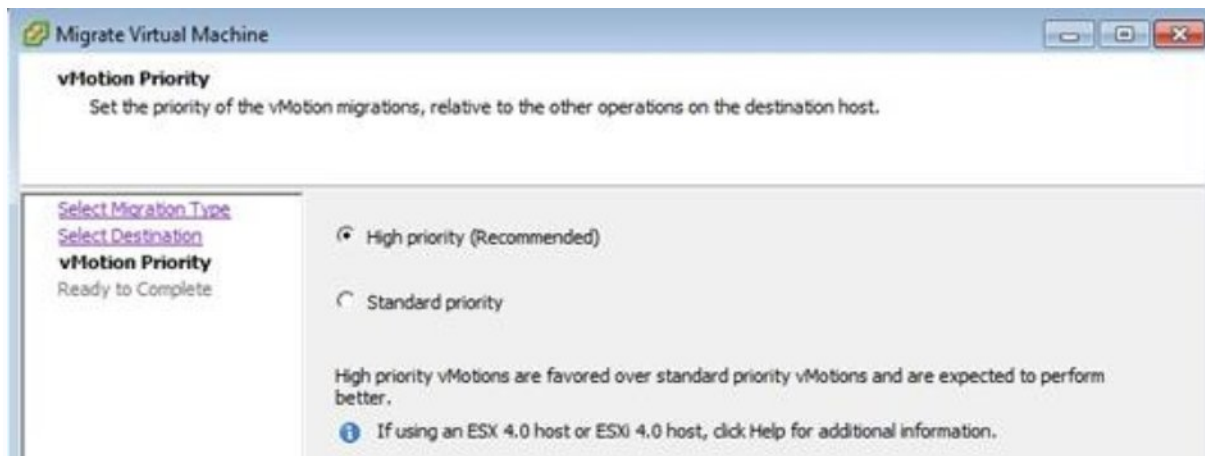 Migrate Virtual Machine
vMotion Priority
Set the priority of the vMotion migrations, relative to the other operations on the destination host.
Select Migration Type
Select Destination
vMotion Priority
Ready to Complete
High priority (Recommended)
Standard priority
High priority vMotions are favored over standard priority vMotions and are expected to perform
better.
If using an ESX 4.0 host or ESXi 4.0 host, click Help for additional information.